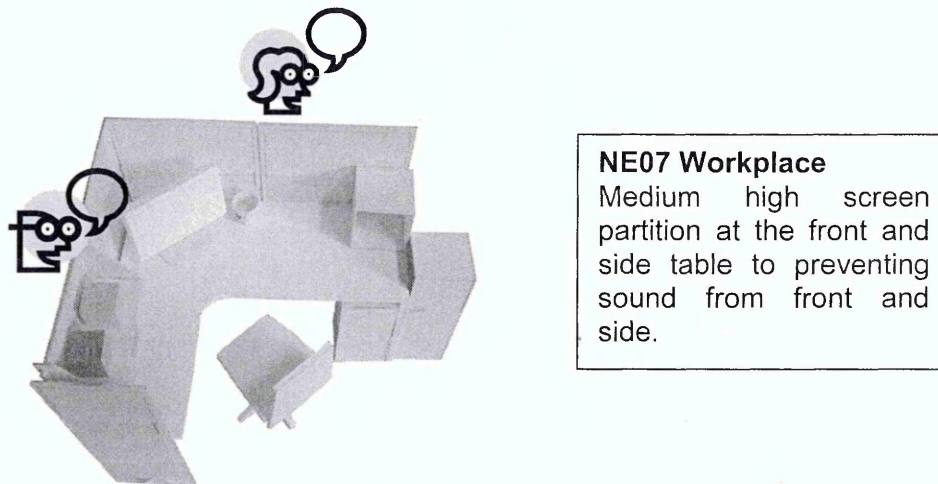 NE07 Workplace
Medium high screen
partition at the front and
side table to preventing
sound from front and
side.